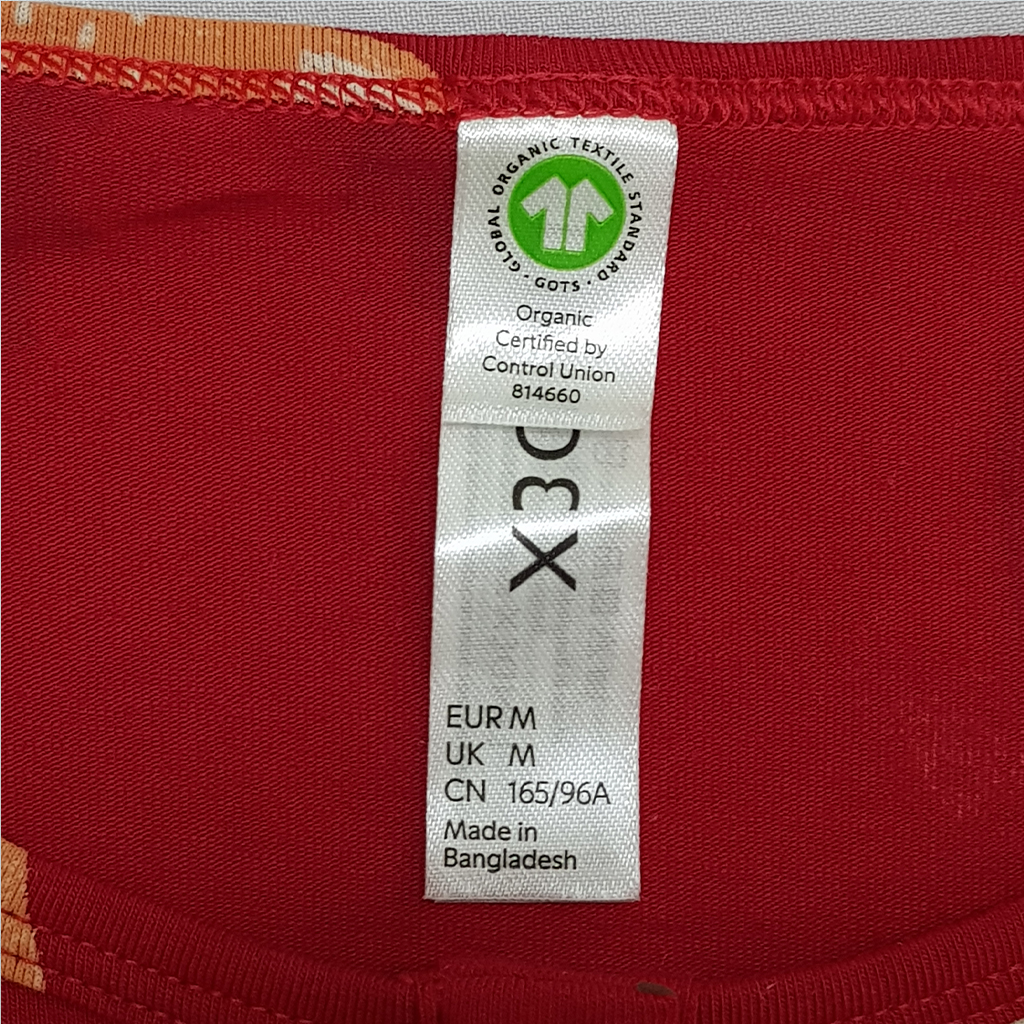 GLOBAL ORGANIC TEXTILE STANDARD
· GOTS ·
Organic
Certified by
Control Union
814660
EUR M
UK M
CN 165/96A
Made in
Bangladesh